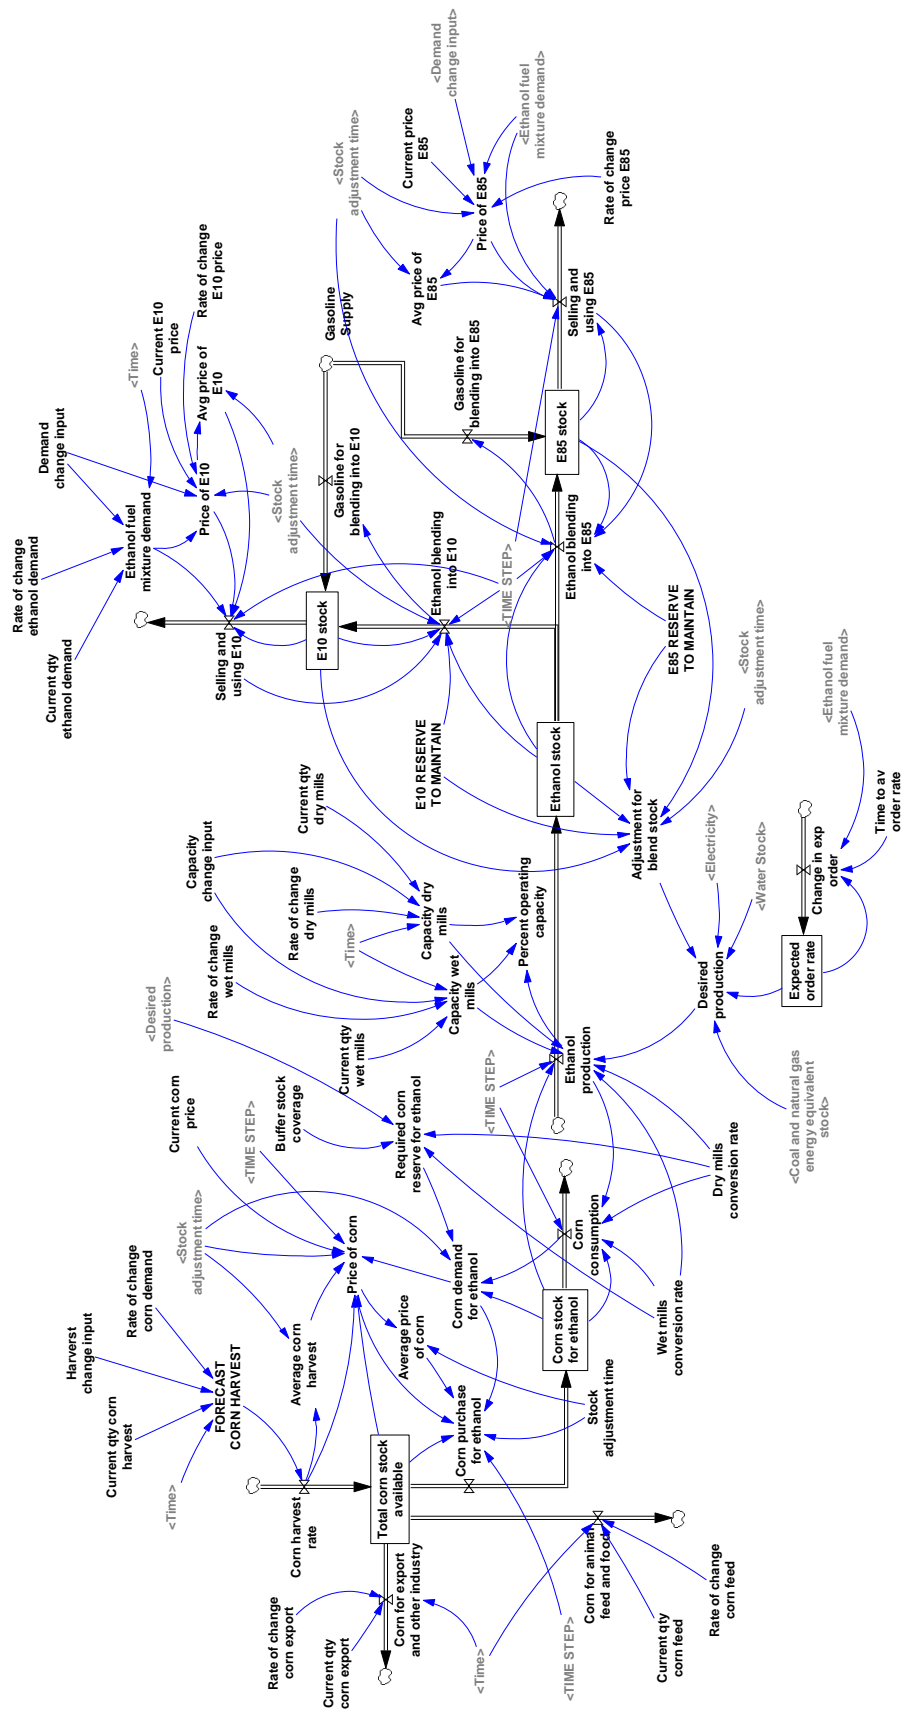 Current qty
ethanol demand
Rate of change
ethanol demand
Demand
change input
<Time>
Ethanol fuel
mixture demand
Current E10
price
Rate of change
E10 price
Price of E10
Avg price of
E10
Selling and
using E10
<Stock
adjustment time>
E10 stock
Gasoline for
blending into E10
Gasoline
Supply
<Stock
adjustment time>
Harverst
change input
Current qty corn
harvest
Rate of change
corn demand
<Time>
FORECAST
CORN HARVEST
<Stock
adjustment time>
Current corn
price
<Desired
production>
<TIME STEP>
Buffer stock
coverage
Rate of change
wet mills
Capacity
change input
Rate of change
dry mills
Current qty
dry mills
<Time>
Current qty
wet mills
Corn harvest
rate
Average corn
harvest
Price of corn
Required corn
reserve for ethanol
Capacity dry
mills
Capacity wet
mills
Percent operating
capacity
E10 RESERVE
TO MAINTAIN
Ethanol blending
into E10
Gasoline for
blending into E85
Avg price of
E85
Current price
E85
<Demand
change input>
Price of E85
<Ethanol fuel
mixture demand>
Rate of change
corn export
Current qty
corn export
Total corn stock
available
Corn for export
and other industry
Average price
of corn
Corn demand
for ethanol
Corn purchase
for ethanol
<TIME STEP>
<TIME STEP>
Ethanol stock
Ethanol production
E85 stock
Ethanol blending
into E85
Selling and
using E85
Rate of change
price E85
<Time>
<TIME STEP>
Corn for animal
feed and food
Stock
adjustment time
Corn stock
for ethanol
Corn
consumption
Current qty
corn feed
Rate of change
corn feed
Wet mills
conversion rate
Dry mills
conversion rate
Adjustment for
blend stock
E85 RESERVE
TO MAINTAIN
<Electricity>
<Water Stock>
<Stock
adjustment time>
Desired
production
<Coal and natural gas
energy equivalent
stock>
Expected
order rate
Change in exp
order
<Ethanol fuel
mixture demand>
Time to av
order rate